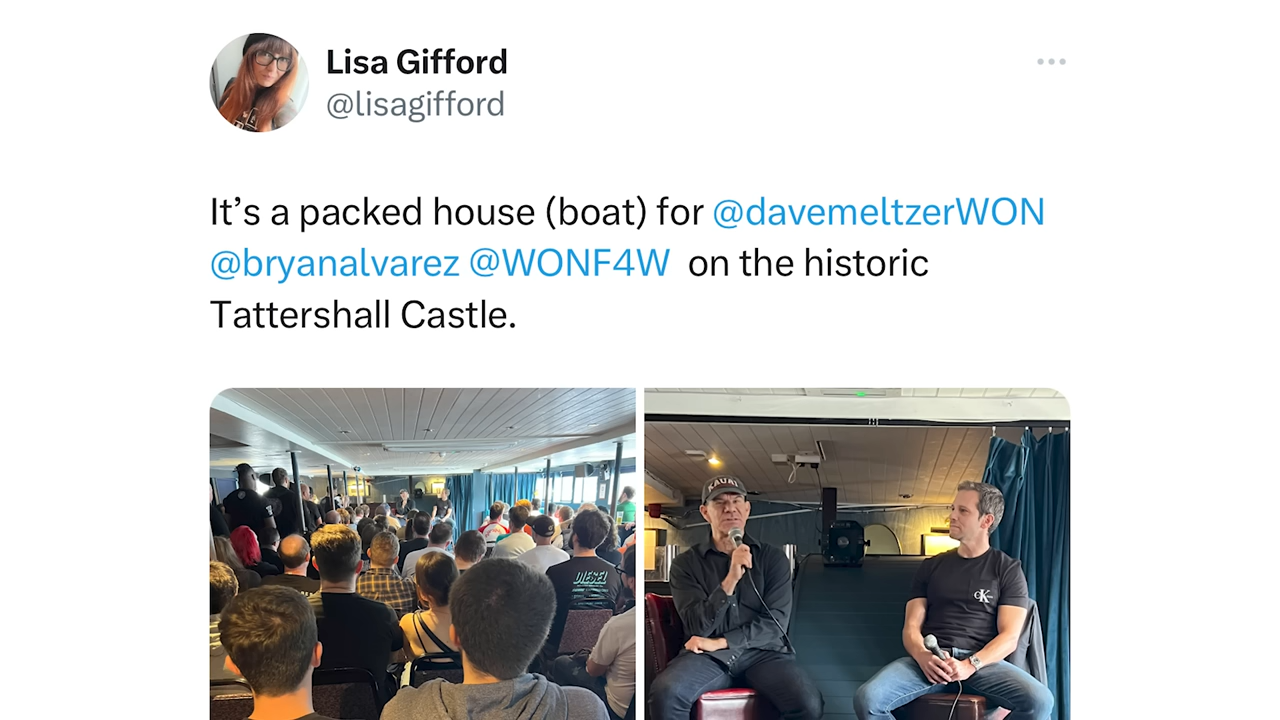 Lisa Gifford
@lisagifford
It’s a packed house (boat) for @davemeltzerWON
@bryanalvarez @WONF4W on the historic
Tattershall Castle.
DIESEL
KAUAI
CK